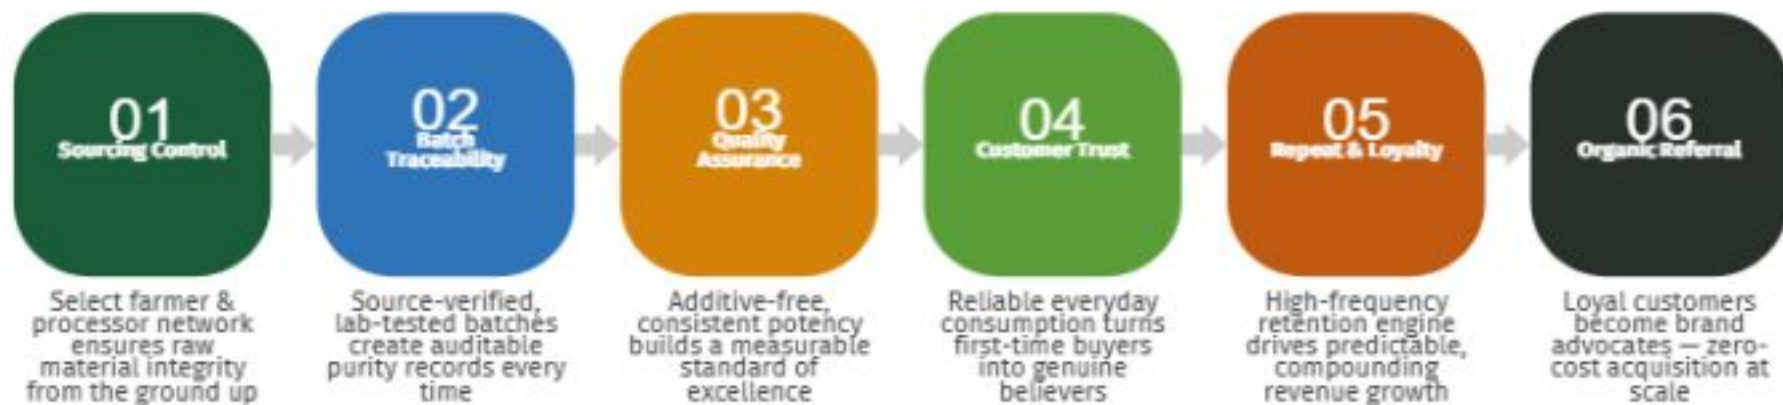 01
Sourcing Control
Select farmer &
processor network
ensures raw
material integrity
from the ground up
02
Batch
Traceability
Source-verified,
lab-tested batches
create auditable
purity records every
time
03
Quality
Assurance
Additive-free,
consistent potency
builds a measurable
standard of
excellence
04
Customer Trust
Reliable everyday
consumption turns
first-time buyers
into genuine
believers
05
Repeat & Loyalty
High-frequency
retention engine
drives predictable,
compounding
revenue growth
06
Organic Referral
Loyal customers
become brand
advocates — zero-
cost acquisition at
scale